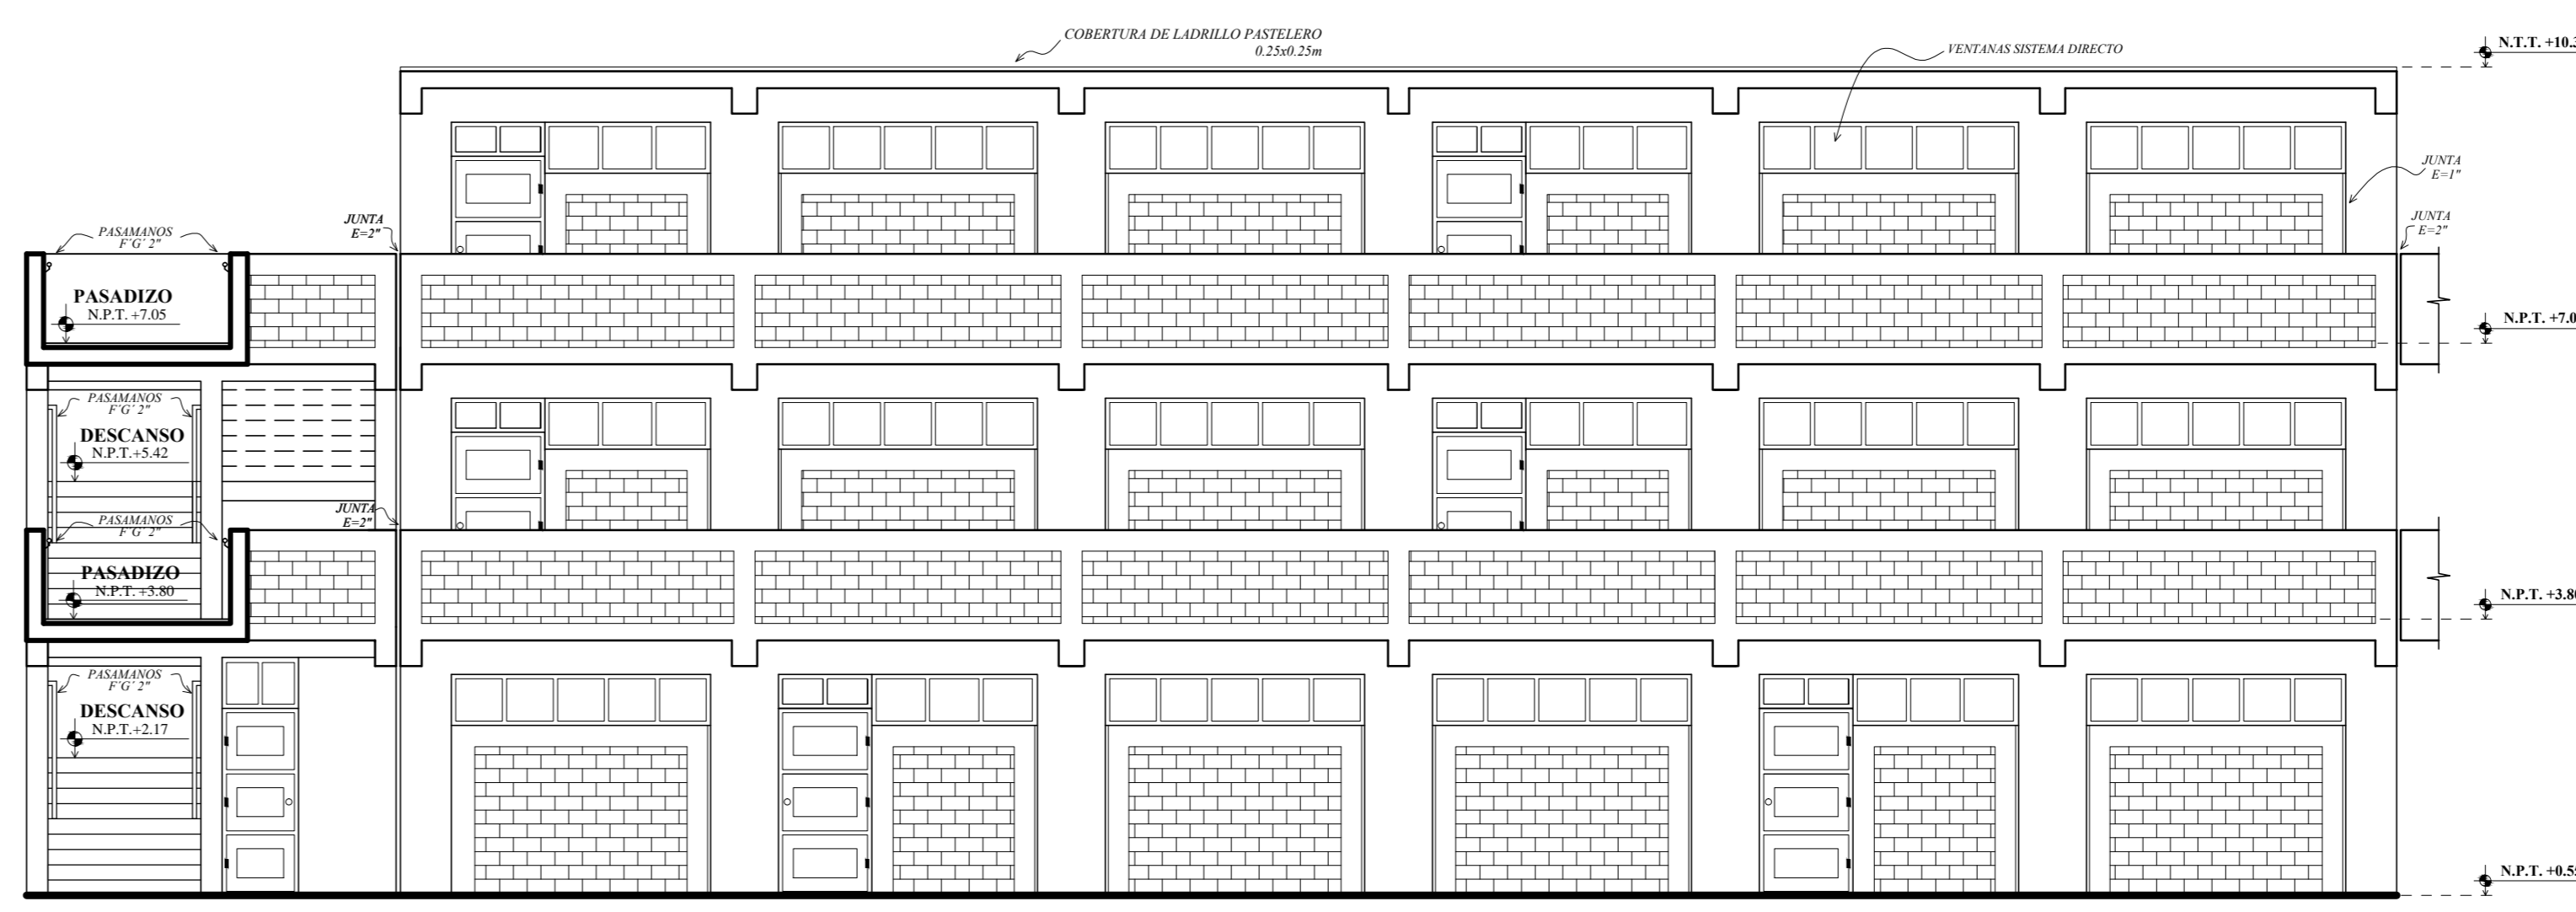 COBERTURA DE LADRILLO PASTELERO
0.25x0.25m
VENTANAS SISTEMA DIRECTO
N.T.T. +10.3
JUNTA
E=1"
JUNTA
E=2"
JUNTA
E=2"
PASAMANOS
F°G° 2"
PASADIZO
N.P.T. +7.05
N.P.T. +7.0
PASAMANOS
F°G° 2"
DESCANSO
N.P.T.+5.42
JUNTA
E=2"
PASAMANOS
F°G° 2"
PASADIZO
N.P.T. +3.80
N.P.T. +3.80
PASAMANOS
F°G° 2"
DESCANSO
N.P.T.+2.17
N.P.T. +0.55